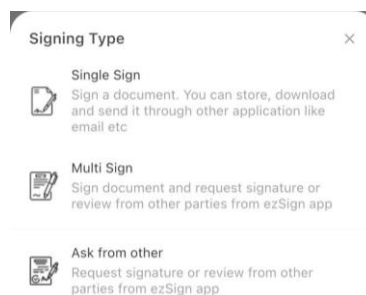 Signing Type
Single Sign
Sign a document. You can store, download
and send it through other application like
email etc
Multi Sign
Sign document and request signature or
review from other parties from ezSign app
Ask from other
Request signature or review from other
parties from ezSign app